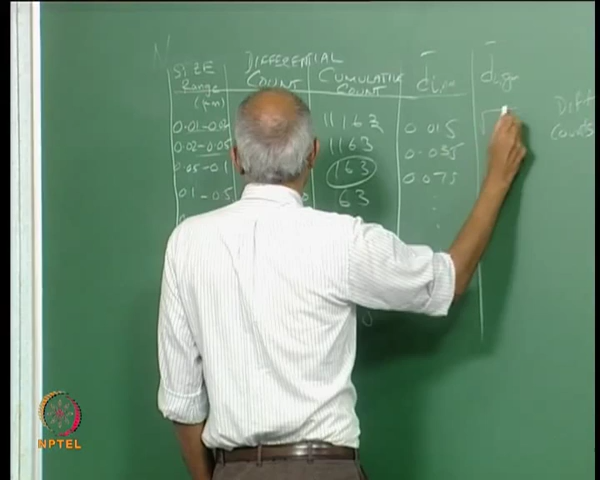 SIZE Range (μm) DIFFERENTIAL COUNT CUMULATIVE COUNT d̄i,m d̄i,gm
0.01-0.02 11163 0.015 √
0.02-0.05 1163 0.035
0.05-0.1 163 0.075
0.1-0.5 63
Counts
NPTEL